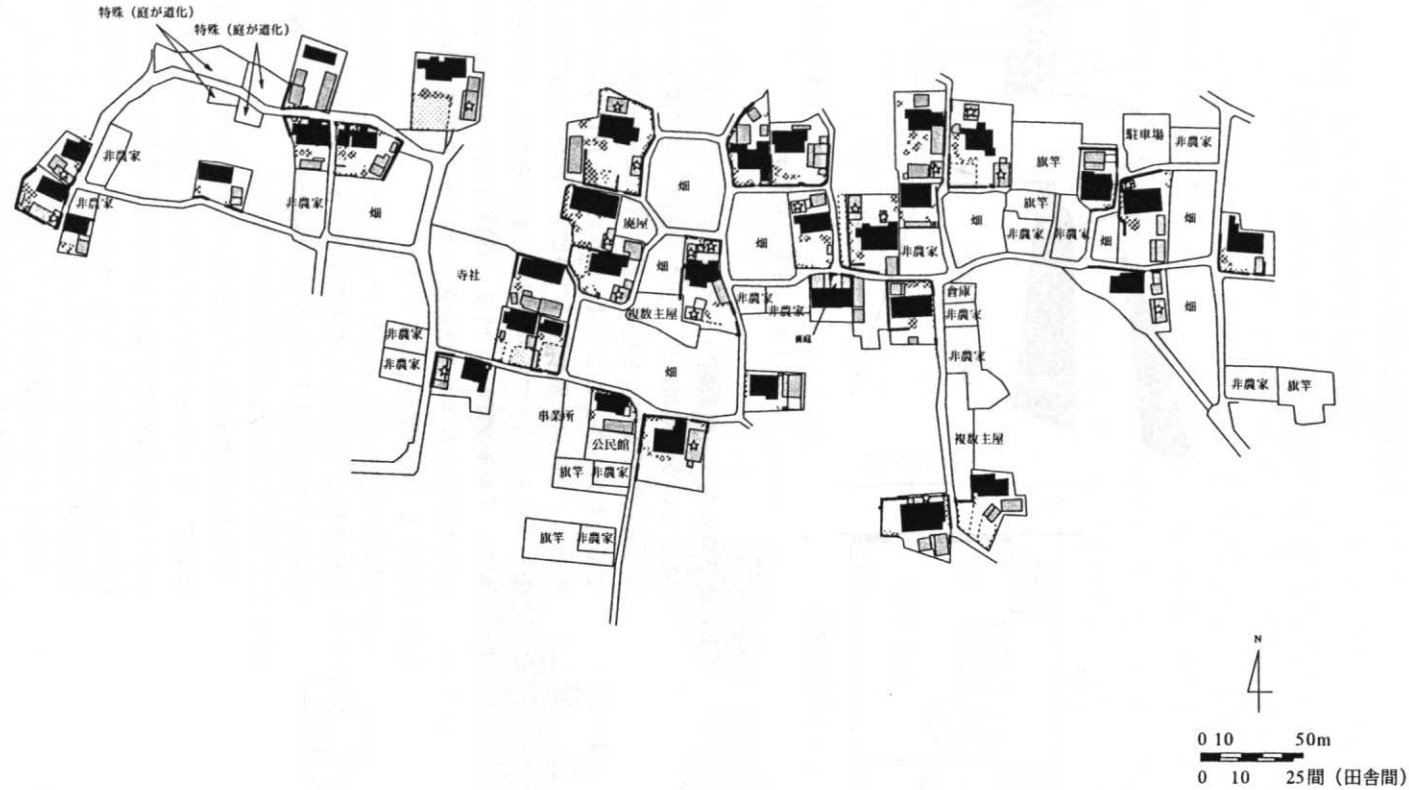 特殊（庭が道化）
特殊（庭が道化）
非農家
非農家
非農家
畑
寺社
非農家
非農家
畑
廃屋
畑
複数主屋
畑
畑
非農家
非農家
裏庭
事業所
公民館
旗竿
非農家
旗竿
非農家
非農家
畑
旗竿
旗竿
非農家
非農家
畑
駐車場
非農家
畑
畑
倉庫
非農家
非農家
複数主屋
非農家
旗竿
N
0 10 50m
0 10 25間（田舎間）